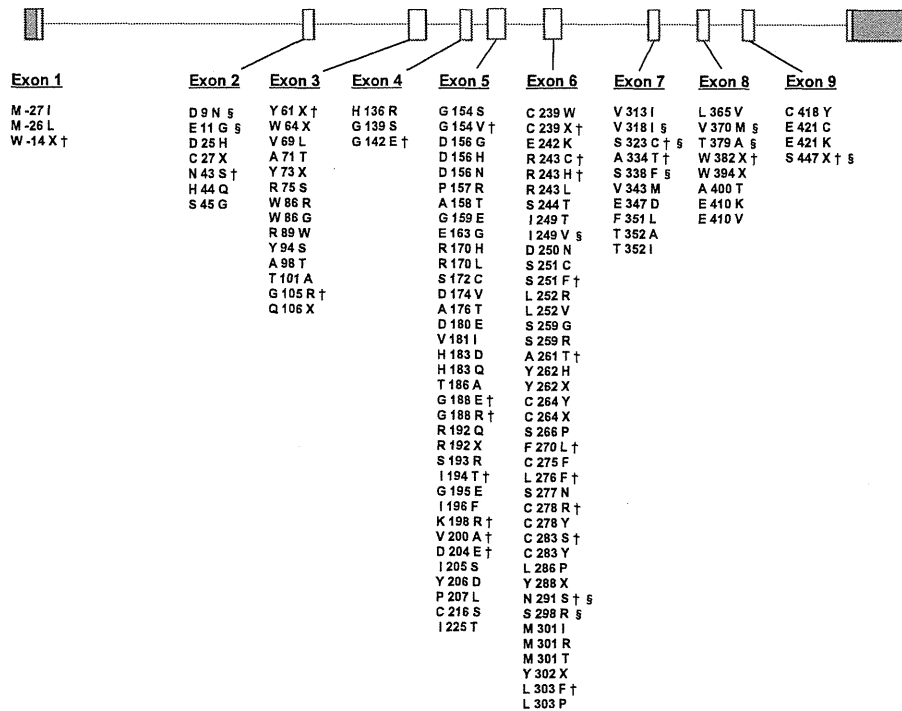 Exon 1
M -27 I
M -26 L
W -14 X †
Exon 2
D 9 N §
E 11 G §
D 25 H
C 27 X
N 43 S †
H 44 Q
S 45 G
Exon 3
Y 61 X †
W 64 X
V 69 L
A 71 T
Y 73 X
R 75 S
W 86 R
W 86 G
R 89 W
Y 94 S
A 98 T
T 101 A
G 105 R †
Q 106 X
Exon 4
H 136 R
G 139 S
G 142 E †
Exon 5
G 154 S
G 154 V †
D 156 G
D 156 H
D 156 N
P 157 R
A 158 T
G 159 E
E 163 G
R 170 H
R 170 L
S 172 C
D 174 V
A 176 T
D 180 E
V 181 I
H 183 D
H 183 Q
T 186 A
G 188 E †
G 188 R †
R 192 Q
R 192 X
S 193 R
I 194 T †
G 195 E
I 196 F
K 198 R †
V 200 A †
D 204 E †
I 205 S
Y 206 D
P 207 L
C 216 S
I 225 T
Exon 6
C 239 W
C 239 X †
E 242 K
R 243 C †
R 243 H †
R 243 L
S 244 T
I 249 T
I 249 V §
D 250 N
S 251 C
S 251 F †
L 252 R
L 252 V
S 259 G
S 259 R
A 261 T †
Y 262 H
Y 262 X
C 264 Y
C 264 X
S 266 P
F 270 L †
C 275 F
L 276 F †
S 277 N
C 278 R †
C 278 Y
C 283 S †
C 283 Y
L 286 P
Y 288 X
N 291 S † §
S 298 R §
M 301 I
M 301 R
M 301 T
Y 302 X
L 303 F †
L 303 P
Exon 7
V 313 I
V 318 I §
S 323 C † §
A 334 T †
S 338 F §
V 343 M
E 347 D
F 351 L
T 352 A
T 352 I
Exon 8
L 365 V
V 370 M §
T 379 A §
W 382 X †
W 394 X
A 400 T
E 410 K
E 410 V
Exon 9
C 418 Y
E 421 C
E 421 K
S 447 X † §